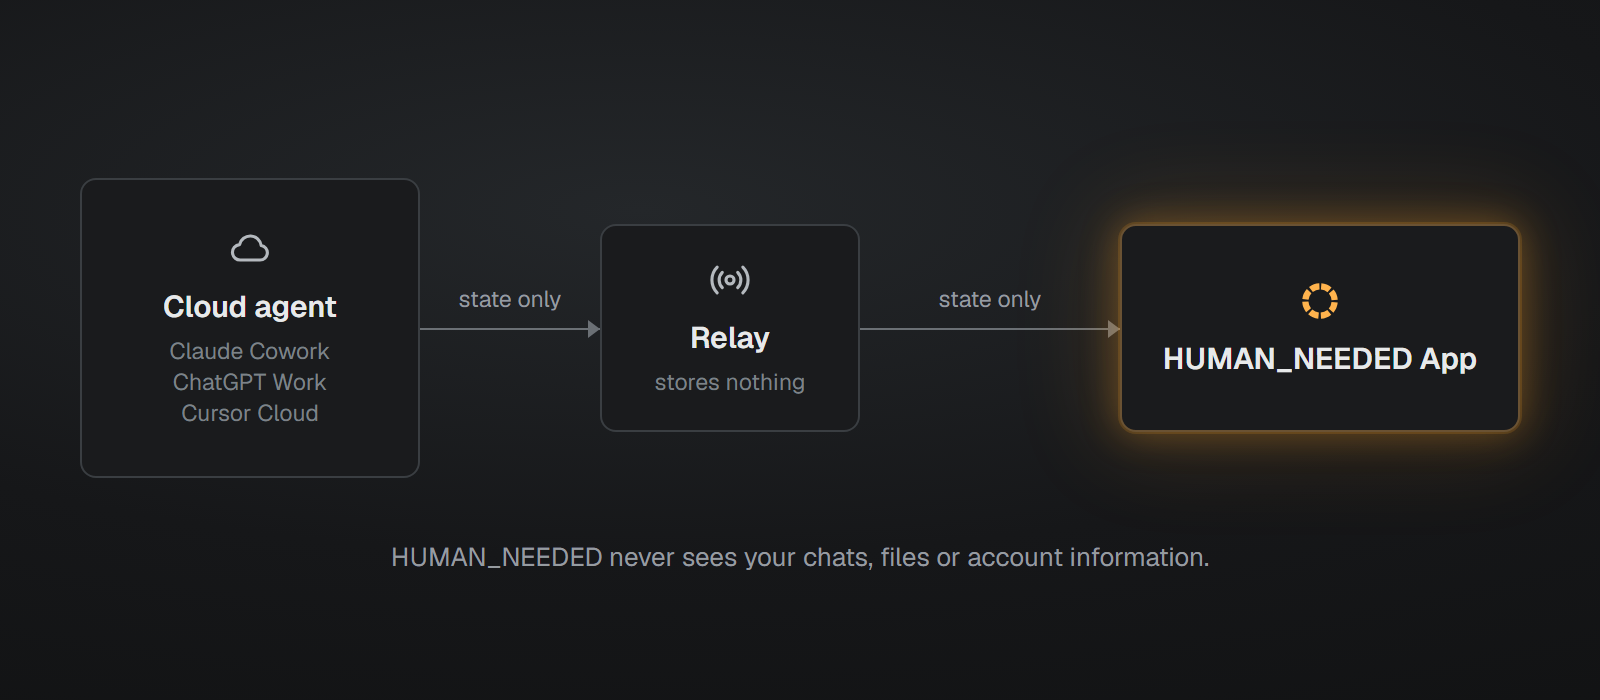 Cloud agent
Claude Cowork
ChatGPT Work
Cursor Cloud
state only
Relay
stores nothing
state only
HUMAN_NEEDED App
HUMAN_NEEDED never sees your chats, files or account information.